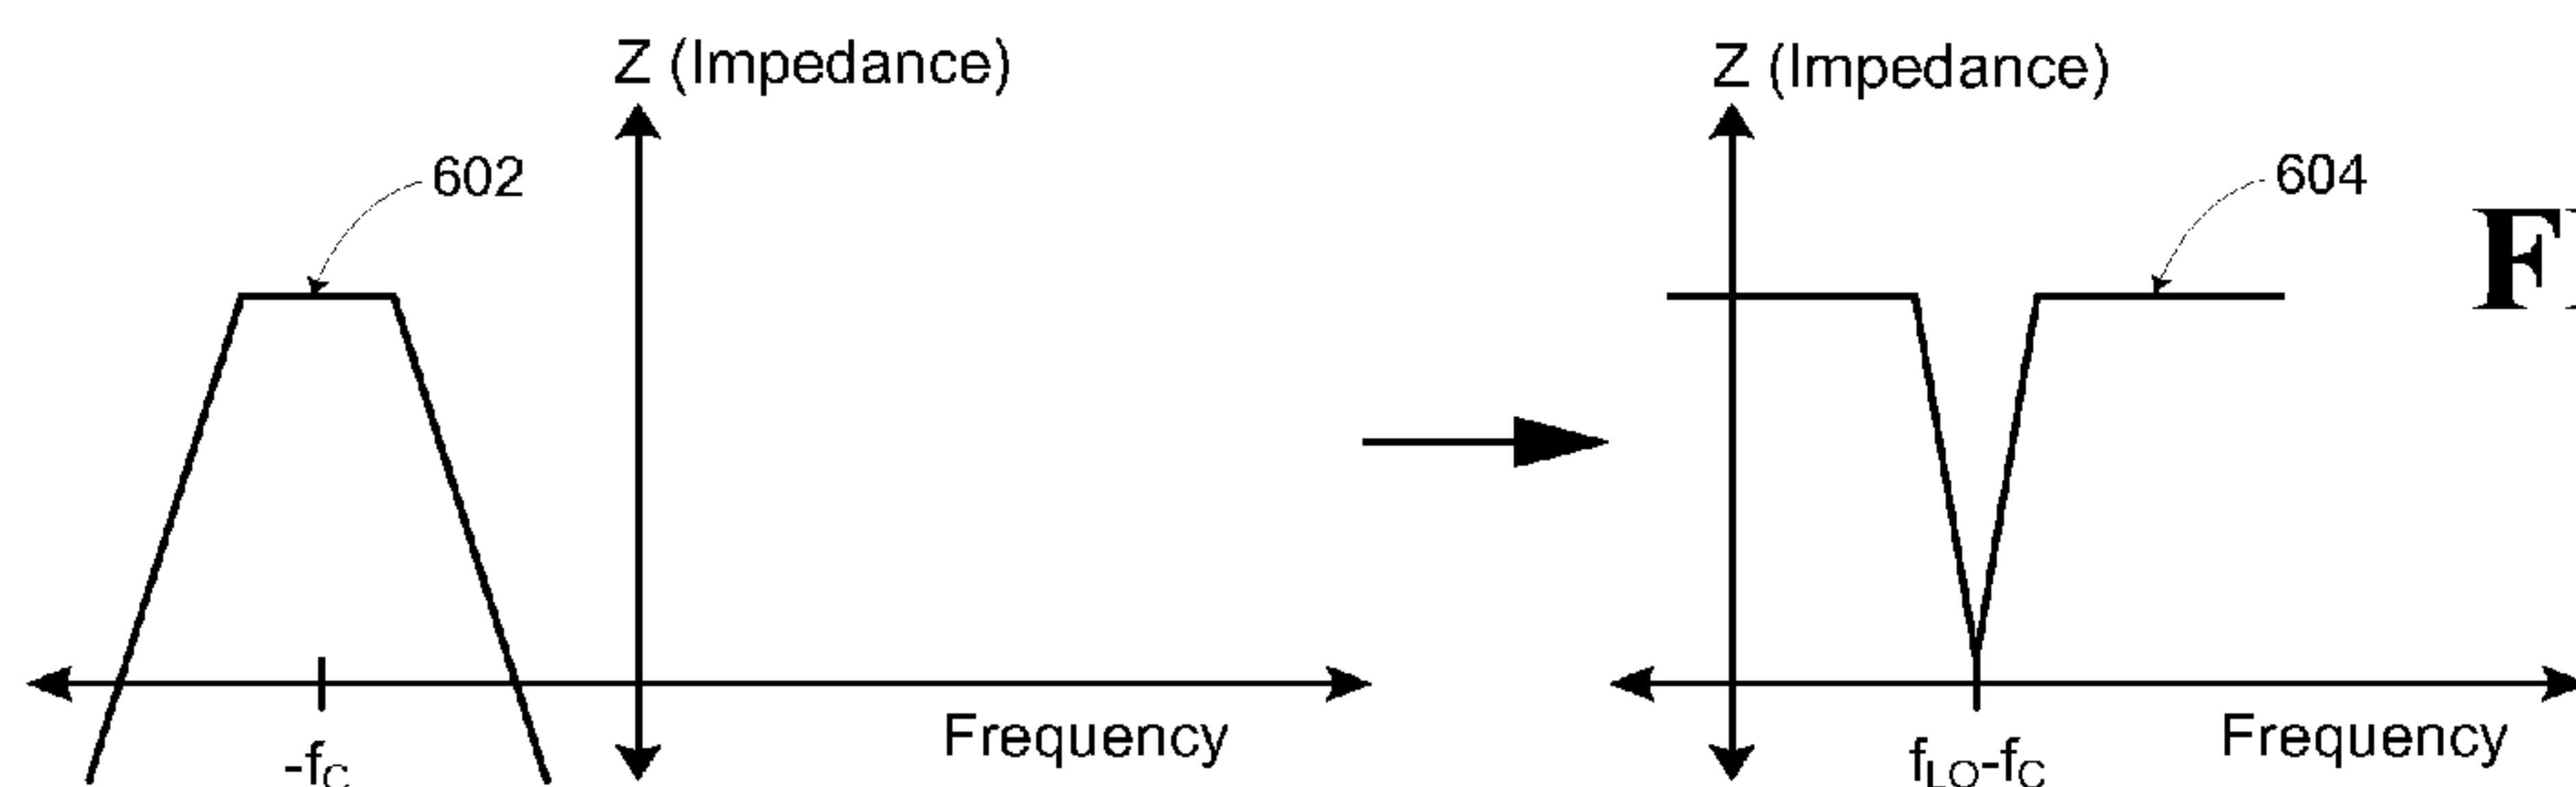 Z (Impedance)
602
-fC
Frequency
Z (Impedance)
604
fLO-fC
Frequency